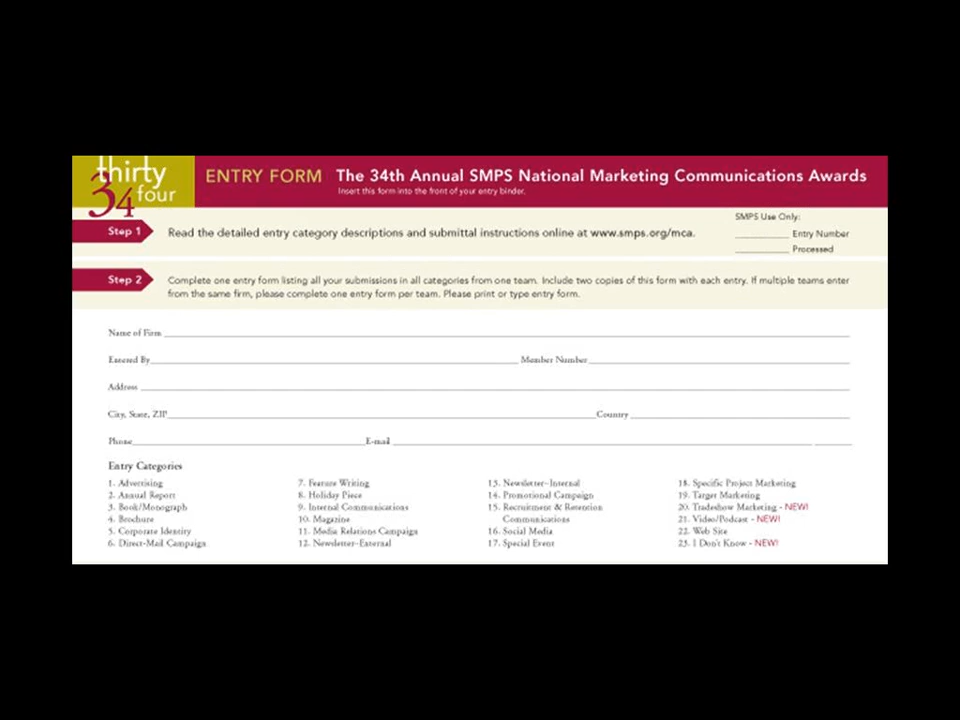 thirty
34 four
ENTRY FORM The 34th Annual SMPS National Marketing Communications Awards
Insert this form into the front of your entry binder.
SMPS Use Only:
Step 1 Read the detailed entry category descriptions and submittal instructions online at www.smps.org/mca.
__________ Entry Number
__________ Processed
Step 2 Complete one entry form listing all your submissions in all categories from one team. Include two copies of this form with each entry. If multiple teams enter
from the same firm, please complete one entry form per team. Please print or type entry form.
Name of Firm
Entered By Member Number
Address
City, State, ZIP Country
Phone E-mail
Entry Categories
1. Advertising
2. Annual Report
3. Book/Monograph
4. Brochure
5. Corporate Identity
6. Direct-Mail Campaign
7. Feature Writing
8. Holiday Piece
9. Internal Communications
10. Magazine
11. Media Relations Campaign
12. Newsletter–External
13. Newsletter–Internal
14. Promotional Campaign
15. Recruitment & Retention
Communications
16. Social Media
17. Special Event
18. Specific Project Marketing
19. Target Marketing
20. Tradeshow Marketing - NEW!
21. Video/Podcast - NEW!
22. Web Site
23. I Don't Know - NEW!